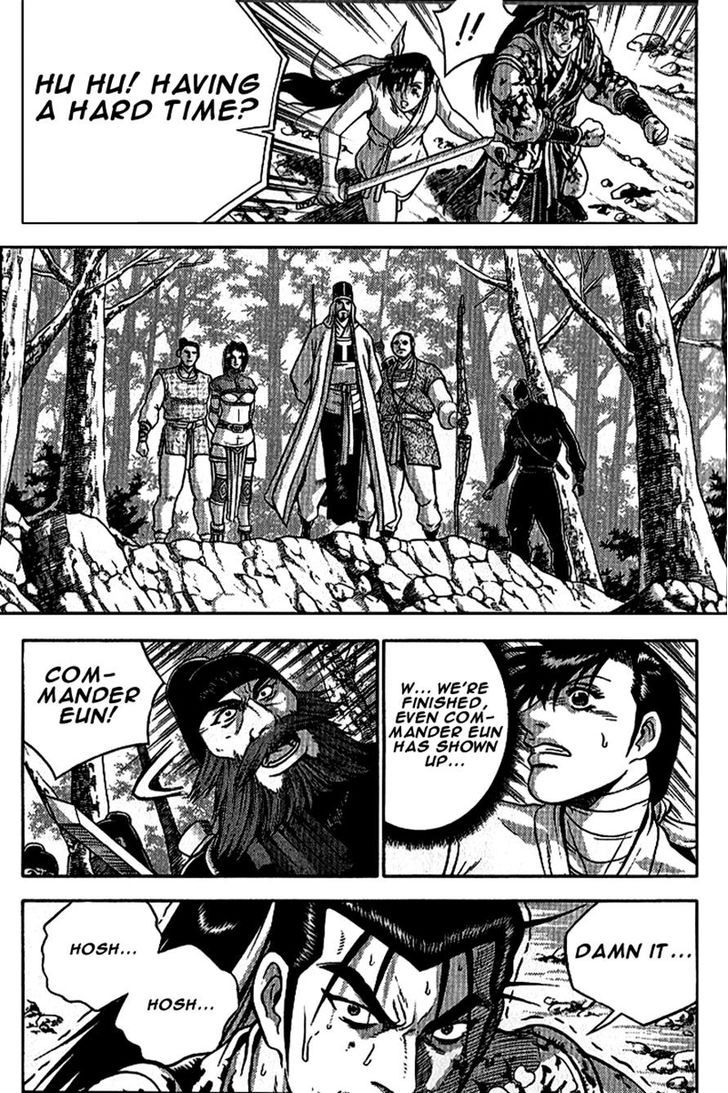 HU HU! HAVING
A HARD TIME?
!!
COM-
MANDER
EUN!
W... WE'RE
FINISHED,
EVEN COM-
MANDER EUN
HAS SHOWN
UP...
HOSH...
HOSH...
DAMN IT...